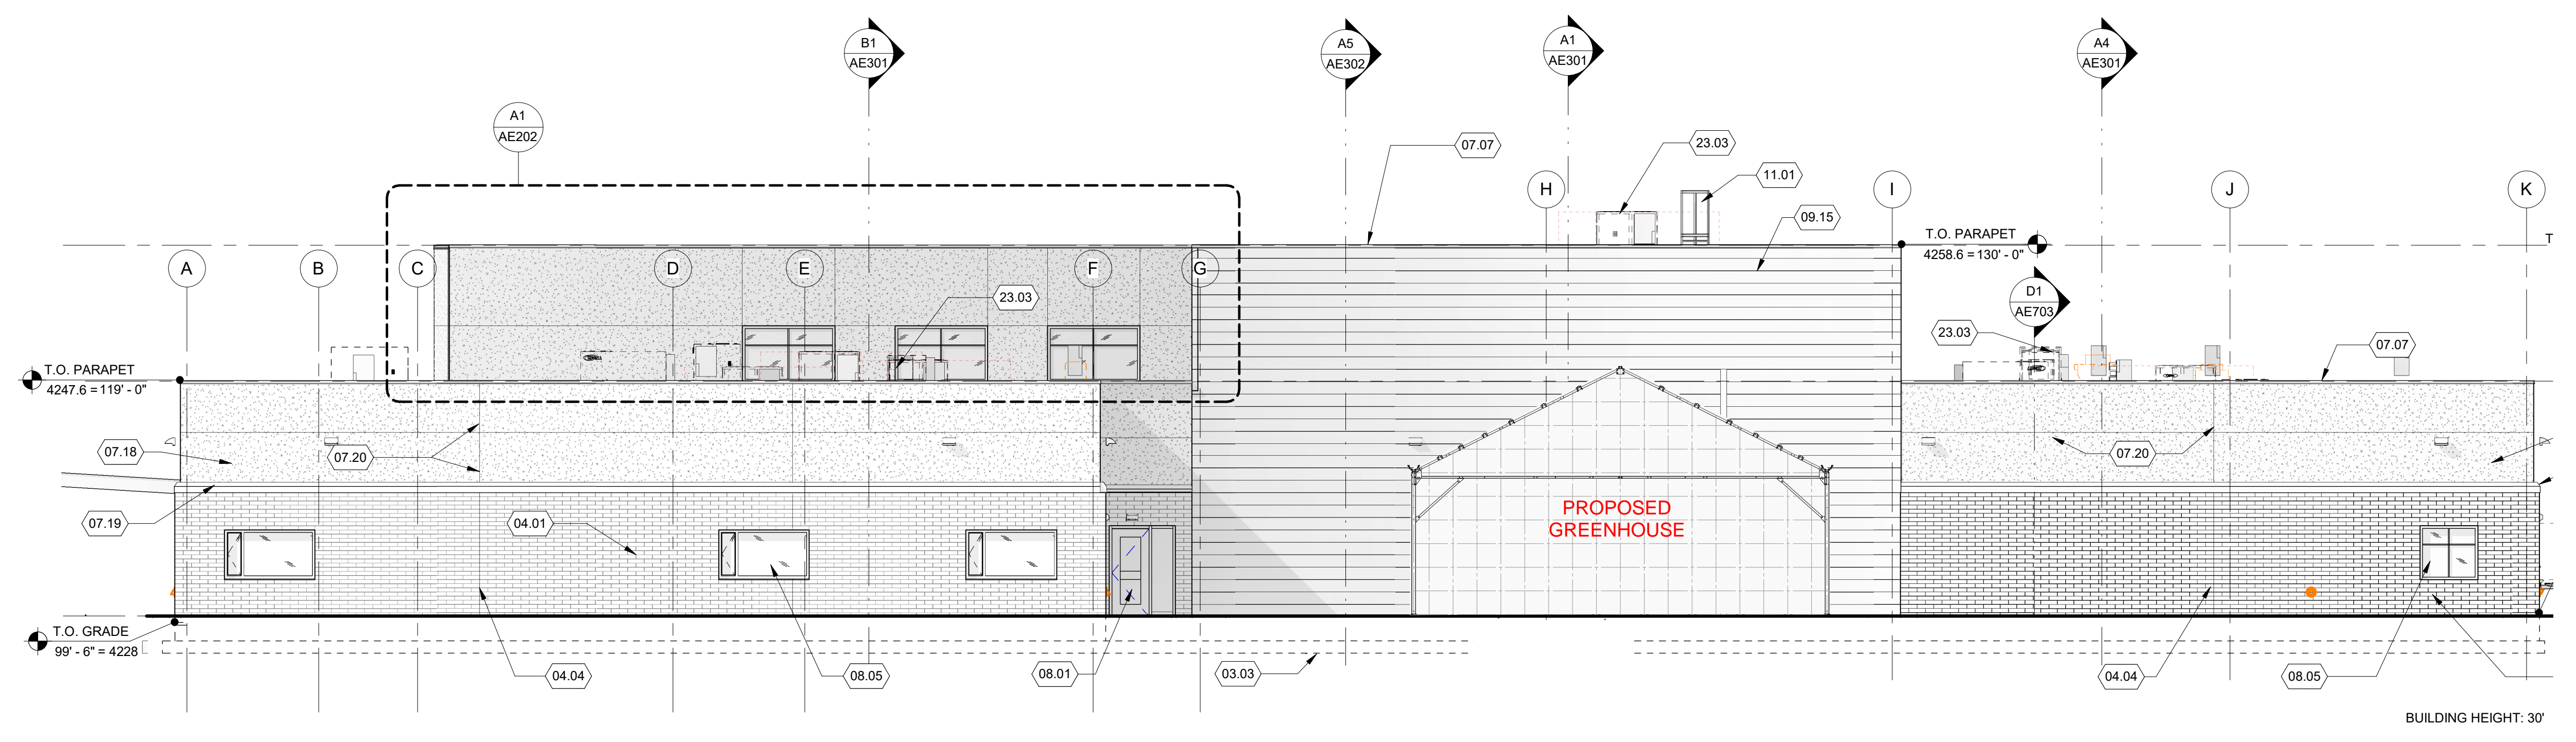 B1
AE301
A5
AE302
A1
AE301
A4
AE301
A1
AE202
07.07
23.03
11.01
H
I
J
K
09.15
T.O. PARAPET
4258.6 = 130' - 0"
T
A
B
C
D
E
F
G
23.03
D1
AE703
23.03
07.07
T.O. PARAPET
4247.6 = 119' - 0"
07.18
07.20
07.20
07.19
04.01
PROPOSED
GREENHOUSE
T.O. GRADE
99' - 6" = 4228
04.04
08.05
08.01
03.03
04.04
08.05
BUILDING HEIGHT: 30'